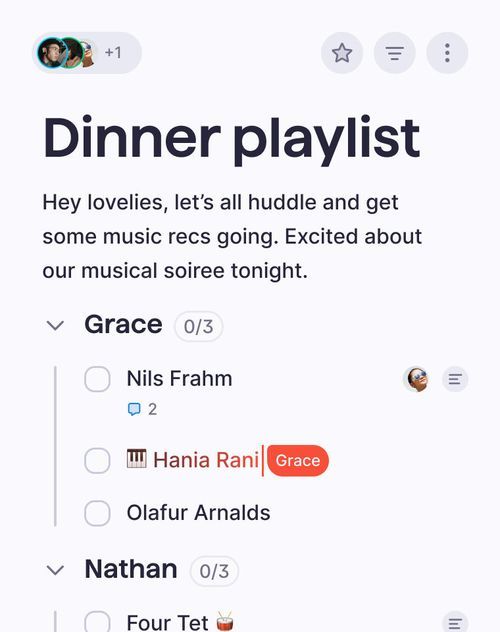 +1
Dinner playlist
Hey lovelies, let’s all huddle and get
some music recs going. Excited about
our musical soiree tonight.
Grace 0/3
Nils Frahm
2
🎹 Hania Rani Grace
Olafur Arnalds
Nathan 0/3
Four Tet 🥁